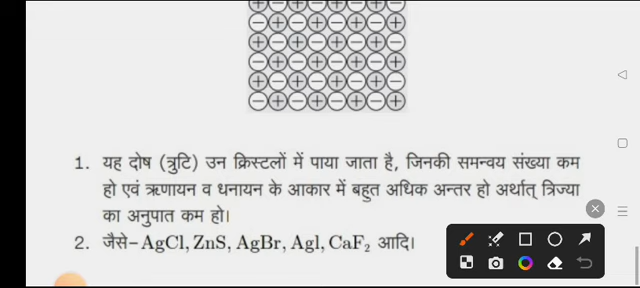 1. यह दोष (त्रुटि) उन क्रिस्टलों में पाया जाता है, जिनकी समन्वय संख्या कम
हो एवं ऋणायन व धनायन के आकार में बहुत अधिक अन्तर हो अर्थात् त्रिज्या
का अनुपात कम हो।
2. जैसे– AgCl, ZnS, AgBr, Agl, CaF₂ आदि।